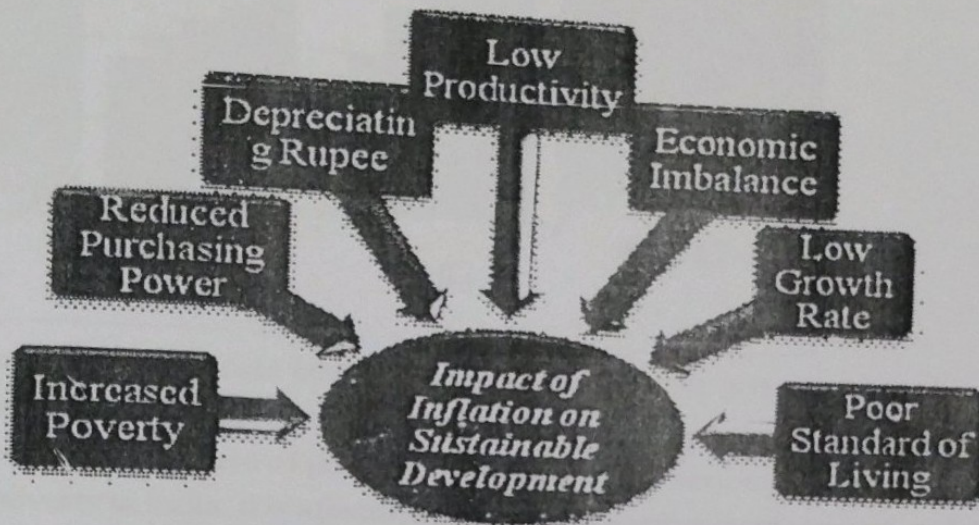 Low
Productivity
Depreciatin
g Rupee
Economic
Imbalance
Reduced
Purchasing
Power
Low
Growth
Rate
Increased
Poverty
Impact of
Inflation on
Sustainable
Development
Poor
Standard of
Living